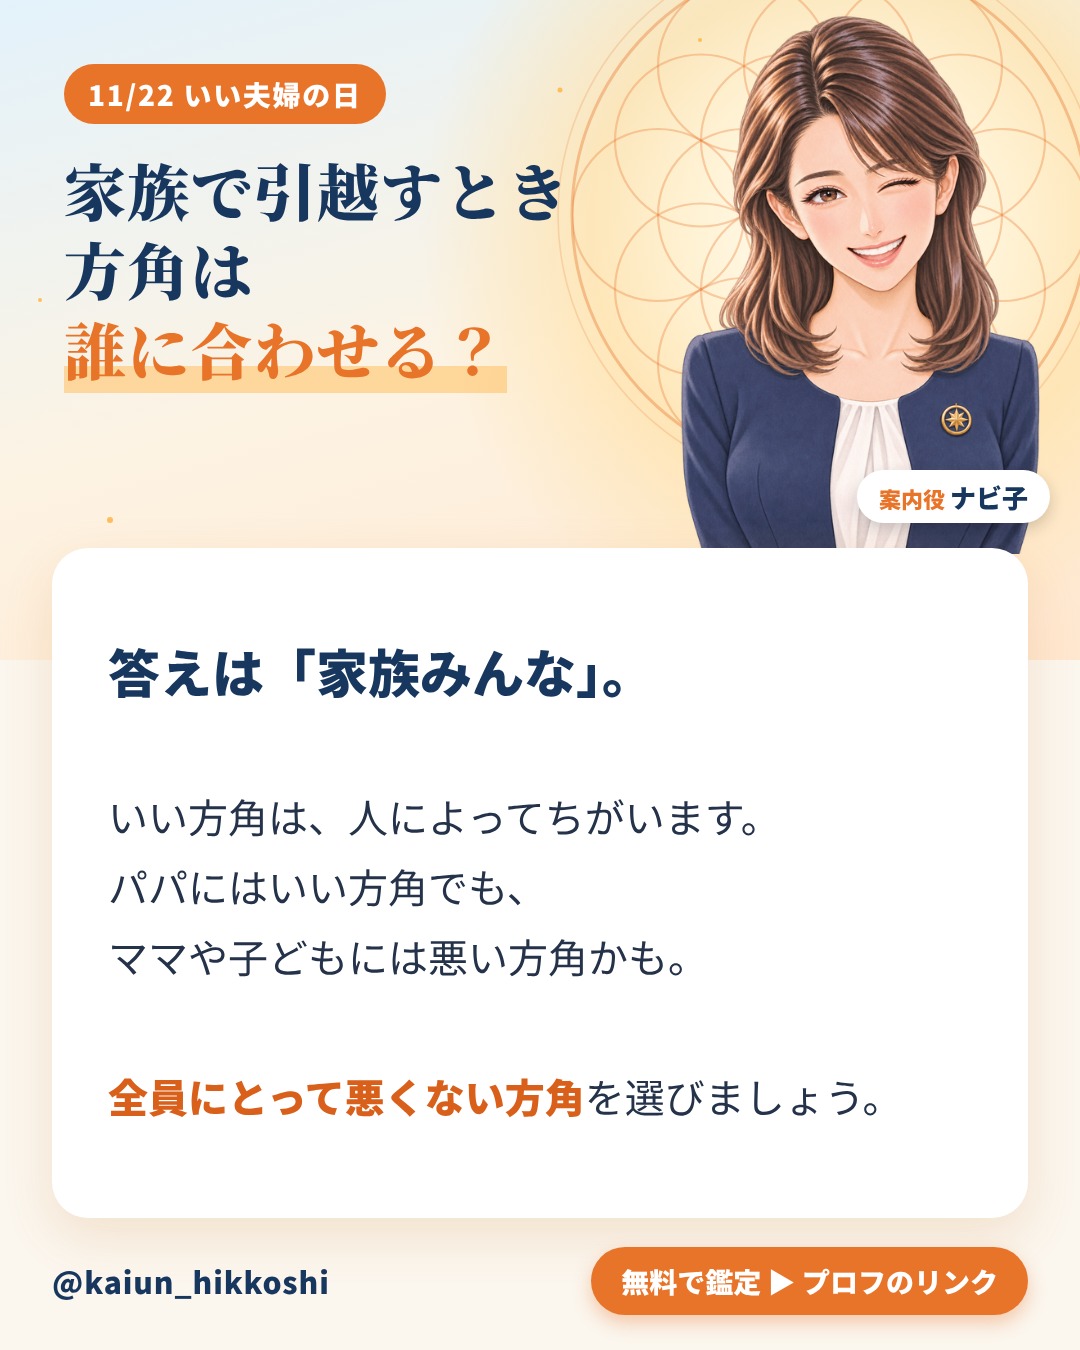 11/22 いい夫婦の日
家族で引越すとき
方角は
誰に合わせる？
案内役 ナビ子
答えは「家族みんな」。
いい方角は、人によってちがいます。
パパにはいい方角でも、
ママや子どもには悪い方角かも。
全員にとって悪くない方角を選びましょう。
@kaiun_hikkoshi
無料で鑑定 ▶ プロフのリンク